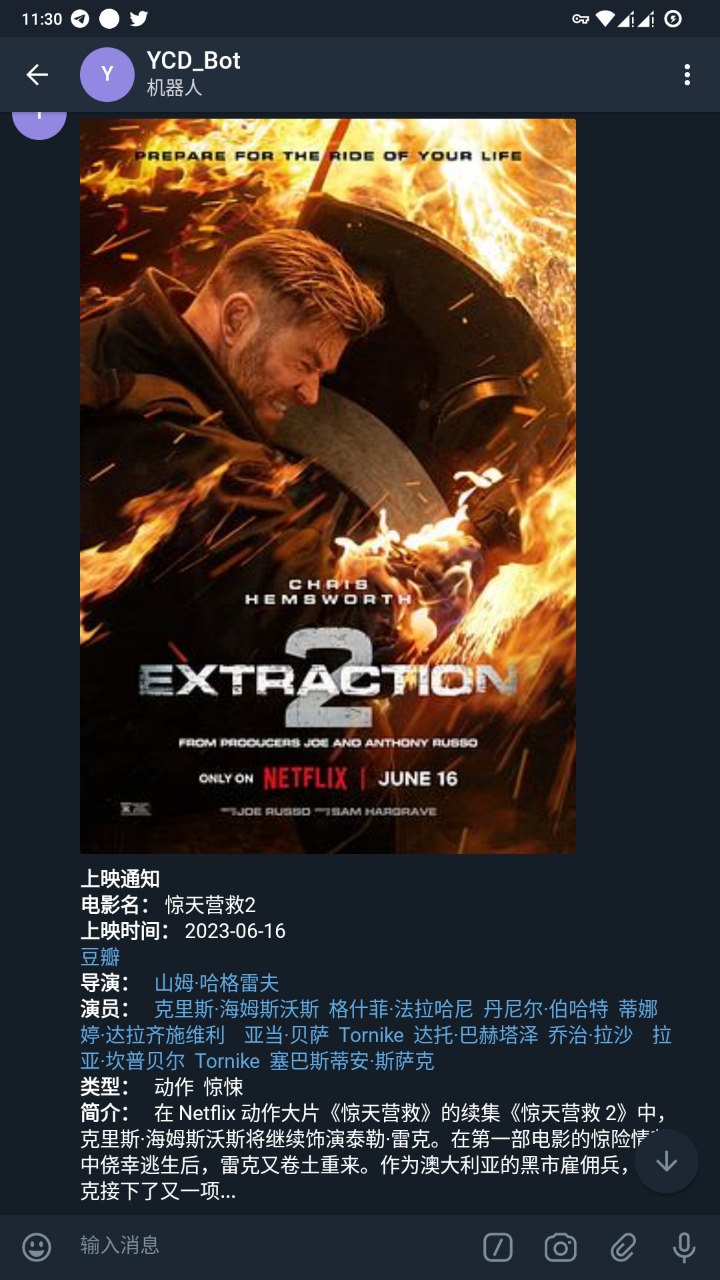 11:30
YCD_Bot
Y
机器人
PREPARE FOR THE RIDE OF YOUR LIFE
CHRIS
HEMSWORTH
2
EXTRACTION
FROM PRODUCERS JOE AND ANTHONY RUSSO
ONLY ON NETFLIX | JUNE 16
JOE RUSSO SAM HARGRAVE
上映通知
电影名： 惊天营救2
上映时间： 2023-06-16
豆瓣
导演： 山姆·哈格雷夫
演员： 克里斯·海姆斯沃斯 格什菲·法拉哈尼 丹尼尔·伯哈特 蒂娜
婷·达拉齐施维利 亚当·贝萨 Tornike 达托·巴赫塔泽 乔治·拉沙 拉
亚·坎普贝尔 Tornike 塞巴斯蒂安·斯萨克
类型： 动作 惊悚
简介： 在 Netflix 动作大片《惊天营救》的续集《惊天营救 2》中，
克里斯·海姆斯沃斯将继续饰演泰勒·雷克。在第一部电影的惊险情
中侥幸逃生后，雷克又卷土重来。作为澳大利亚的黑市雇佣兵，
克接下了又一项...
输入消息